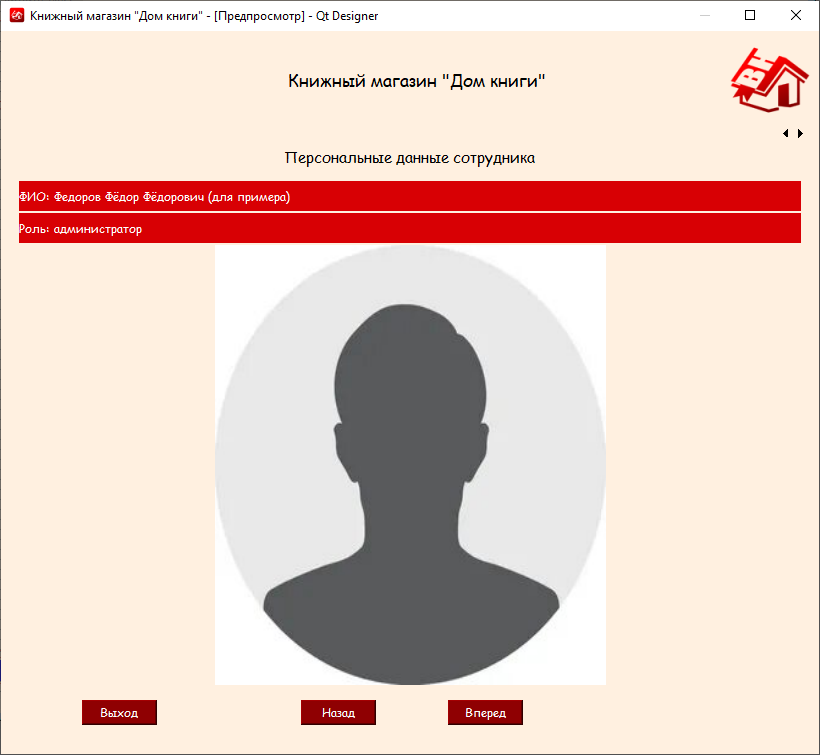 Книжный магазин "Дом книги" - [Предпросмотр] - Qt Designer
Книжный магазин "Дом книги"
Персональные данные сотрудника
ФИО: Федоров Фёдор Фёдорович (для примера)
Роль: администратор
Выход
Назад
Вперед